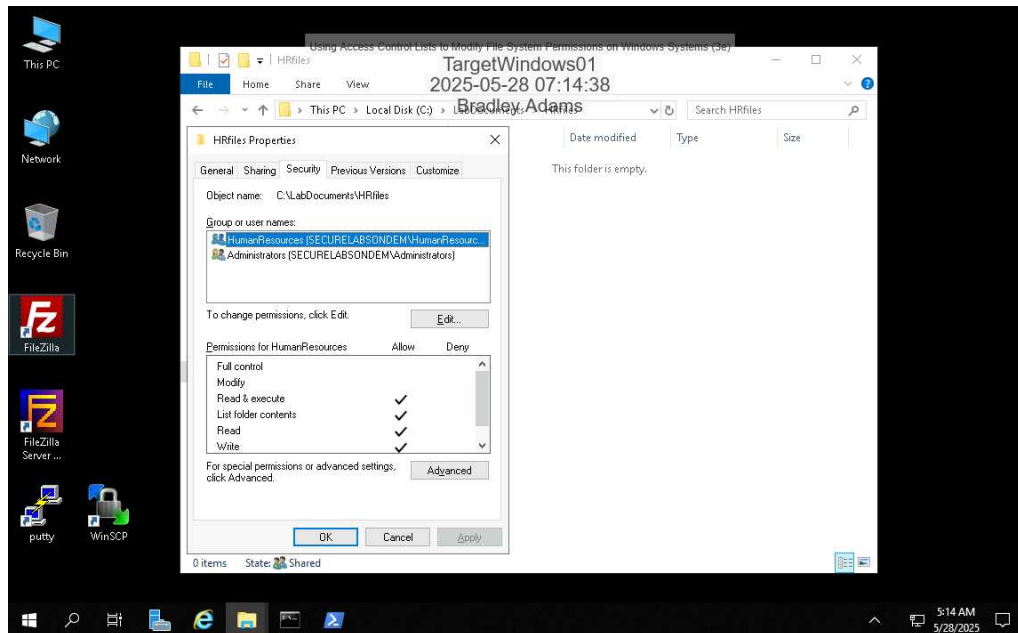 This PC
Network
Recycle Bin
FileZilla
FileZilla
Server ...
putty
WinSCP
Using Access Control Lists to Modify File System Permissions on Windows Systems (3e)
TargetWindows01
2025-05-28 07:14:38
Bradley Adams
HRfiles
File Home Share View
This PC > Local Disk (C:) > LabDocuments > HRfiles
Search HRfiles
Date modified Type Size
This folder is empty.
HRfiles Properties
General Sharing Security Previous Versions Customize
Object name: C:\LabDocuments\HRfiles
Group or user names:
HumanResources (SECURELABSONDEM\HumanResourc...
Administrators (SECURELABSONDEM\Administrators)
To change permissions, click Edit.
Edit...
Permissions for HumanResources Allow Deny
Full control
Modify
Read & execute
List folder contents
Read
Write
For special permissions or advanced settings,
click Advanced.
Advanced
OK Cancel Apply
0 items State: Shared
5:14 AM
5/28/2025